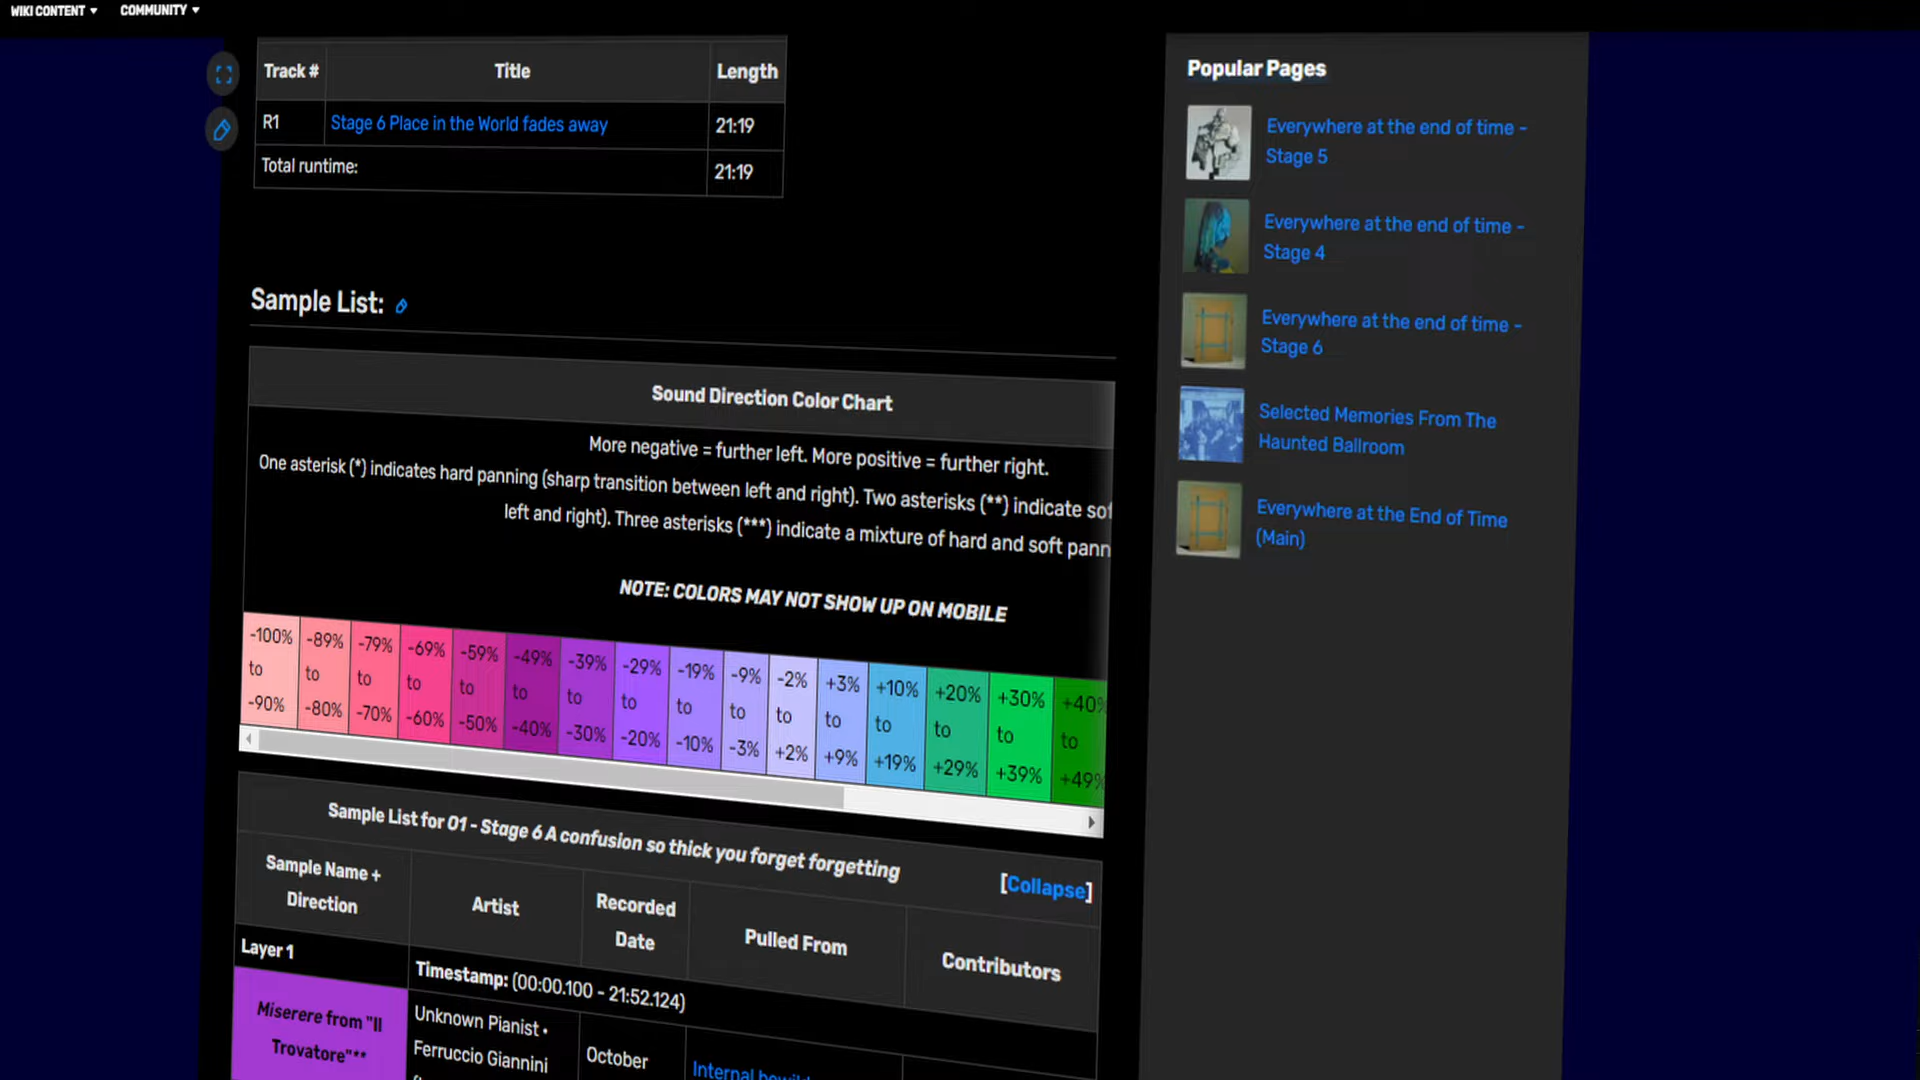 WIKI CONTENT
COMMUNITY
Track #
Title
Length
R1
Stage 6 Place in the World fades away
21:19
Total runtime:
21:19
Sample List:
Sound Direction Color Chart
More negative = further left. More positive = further right.
One asterisk (*) indicates hard panning (sharp transition between left and right). Two asterisks (**) indicate
left and right). Three asterisks (***) indicate a mixture of hard and soft
NOTE: COLORS MAY NOT SHOW UP ON MOBILE
-100% to -90%
-89% to -80%
-79% to -70%
-69% to -60%
-59% to -50%
-49% to -40%
-39% to -30%
-29% to -20%
-19% to -10%
-9% to -3%
-2% to +2%
+3% to +9%
+10% to +19%
+20% to +29%
+30% to +39%
+40% to +49%
Sample List for 01 - Stage 6 A confusion so thick you forget forgetting
[Collapse]
Sample Name +
Direction
Artist
Recorded
Date
Pulled From
Contributors
Layer 1
Timestamp: (00:00.100 - 21:52.124)
Miserere from "Il
Trovatore"**
Unknown Pianist •
Ferruccio Giannini
October
Internal
Popular Pages
Everywhere at the end of time -
Stage 5
Everywhere at the end of time -
Stage 4
Everywhere at the end of time -
Stage 6
Selected Memories From The
Haunted Ballroom
Everywhere at the End of Time
(Main)